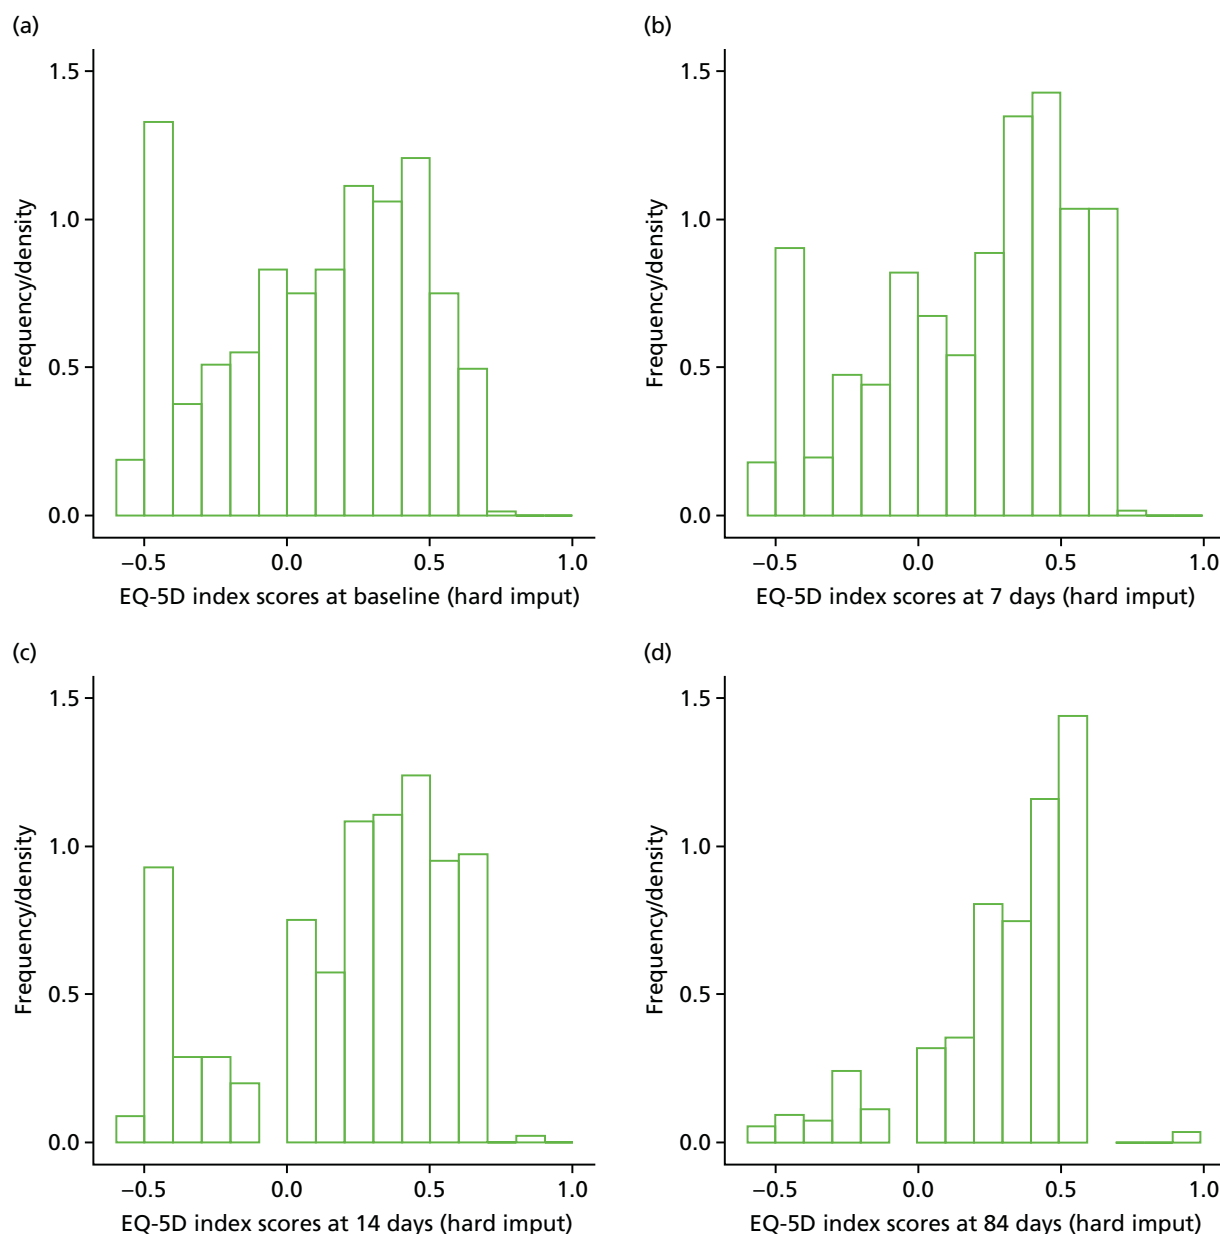 (a)
1.5
1.0
0.5
0.0
Frequency/density
−0.5 0.0 0.5 1.0
EQ-5D index scores at baseline (hard imput)
(b)
1.5
1.0
0.5
0.0
Frequency/density
−0.5 0.0 0.5 1.0
EQ-5D index scores at 7 days (hard imput)
(c)
1.5
1.0
0.5
0.0
Frequency/density
−0.5 0.0 0.5 1.0
EQ-5D index scores at 14 days (hard imput)
(d)
1.5
1.0
0.5
0.0
Frequency/density
−0.5 0.0 0.5 1.0
EQ-5D index scores at 84 days (hard imput)